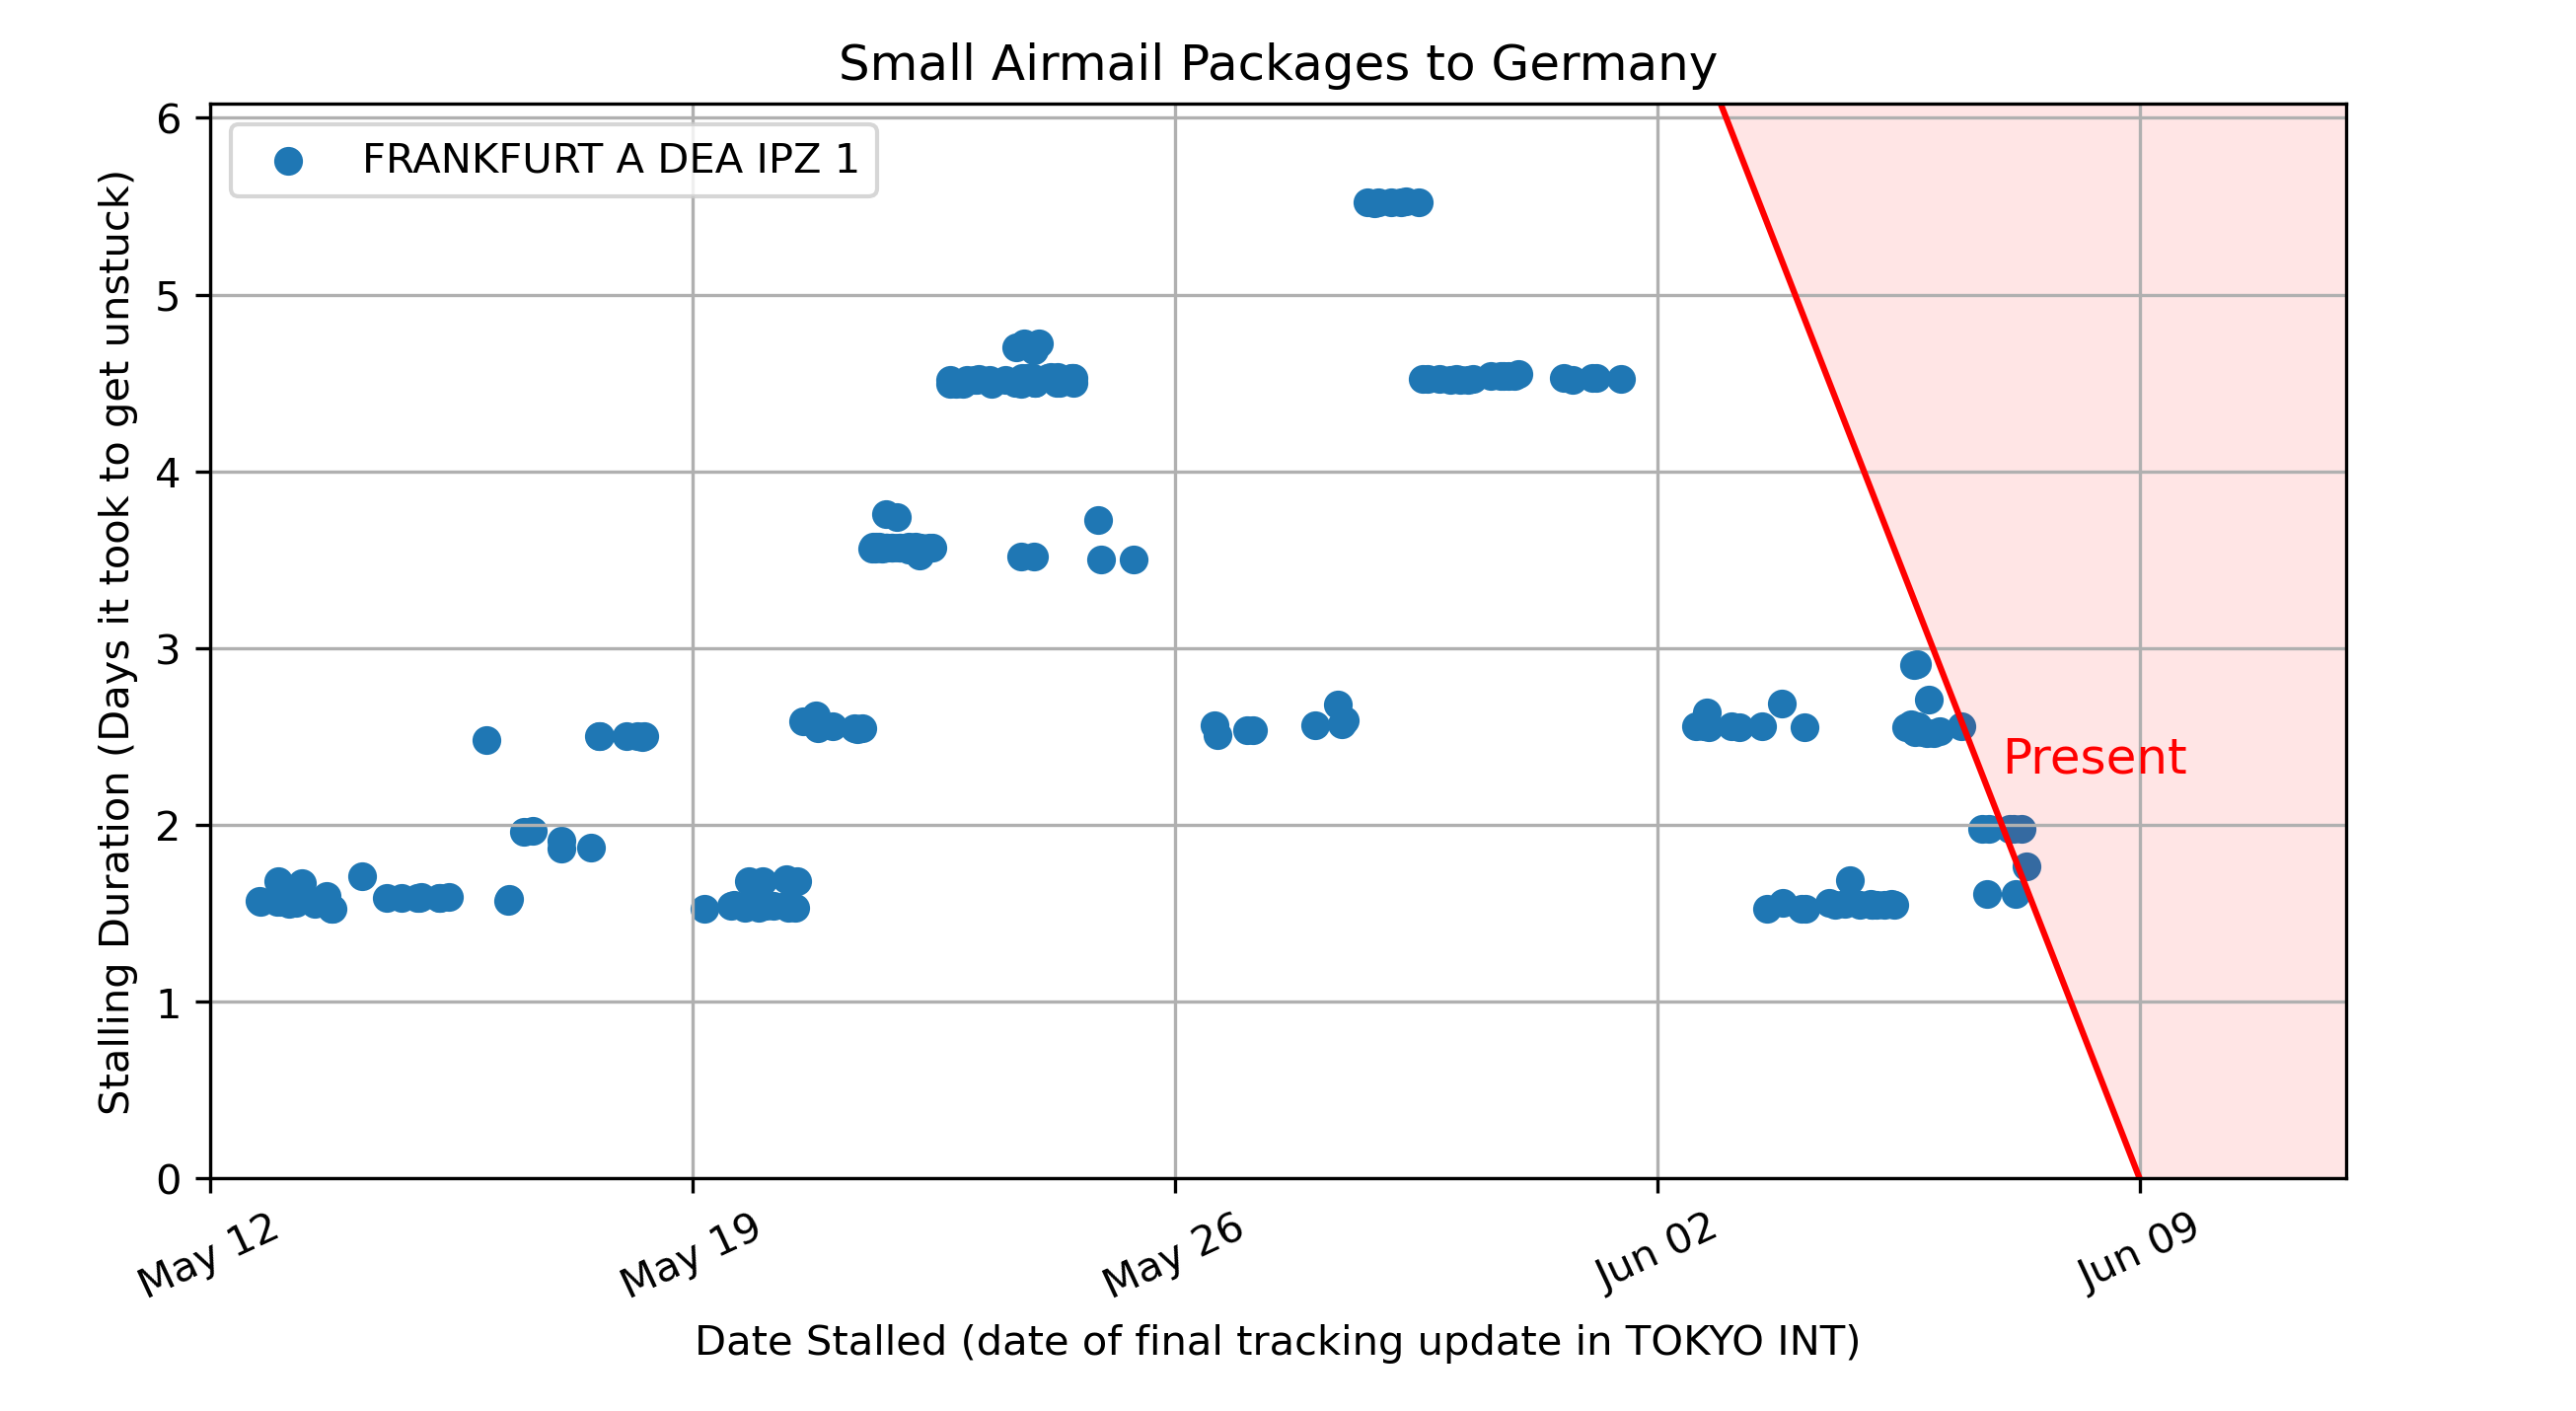 Small Airmail Packages to Germany
FRANKFURT A DEA IPZ 1
Stalling Duration (Days it took to get unstuck)
6
5
4
3
2
1
0
Present
May 12
May 19
May 26
Jun 02
Jun 09
Date Stalled (date of final tracking update in TOKYO INT)